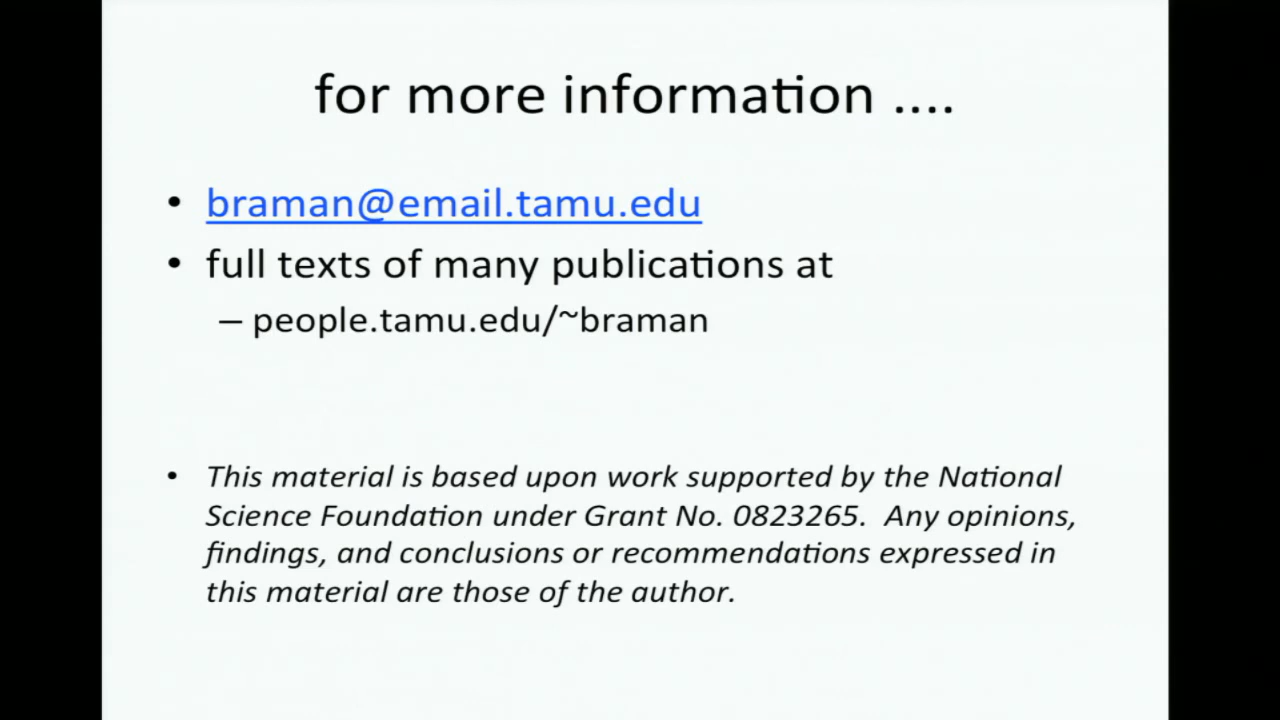 for more information ....
• braman@email.tamu.edu
• full texts of many publications at
– people.tamu.edu/~braman
• This material is based upon work supported by the National
Science Foundation under Grant No. 0823265.  Any opinions,
findings, and conclusions or recommendations expressed in
this material are those of the author.